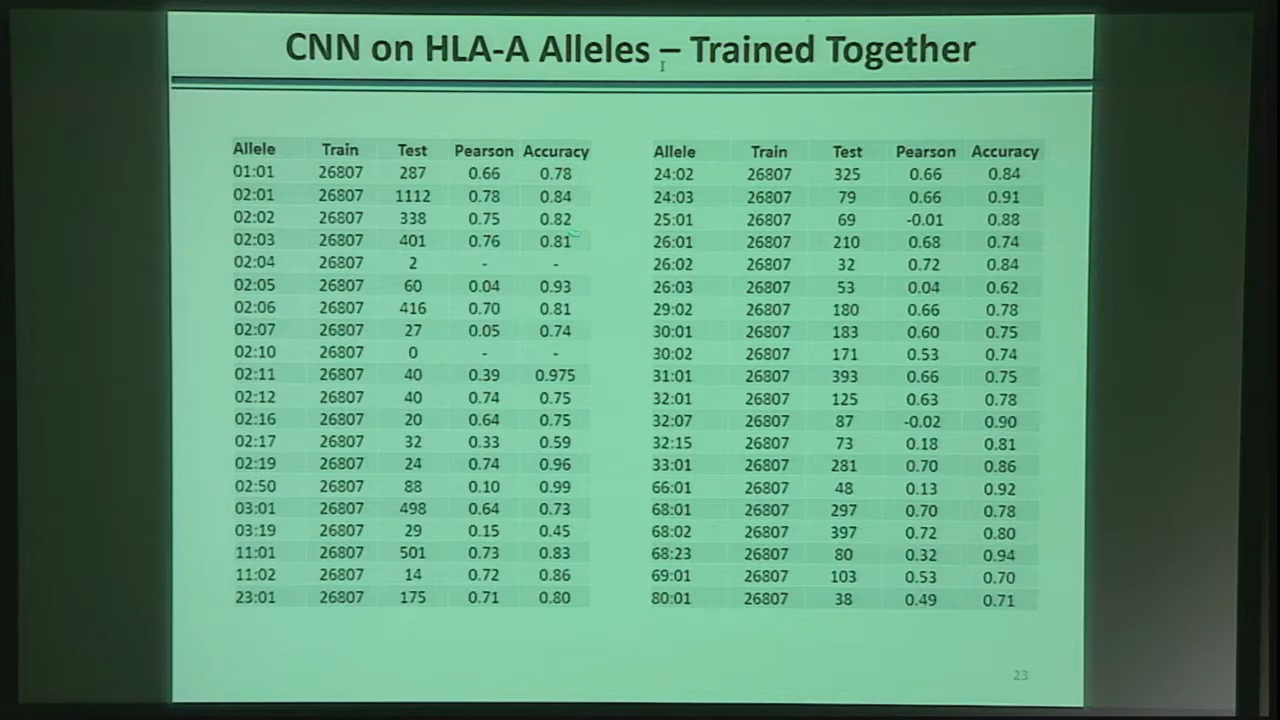 CNN on HLA-A Alleles – Trained Together
Allele Train Test Pearson Accuracy
01:01 26807 287 0.66 0.78
02:01 26807 1112 0.78 0.84
02:02 26807 338 0.75 0.82
02:03 26807 401 0.76 0.81
02:04 26807 2 - -
02:05 26807 60 0.04 0.93
02:06 26807 416 0.70 0.81
02:07 26807 27 0.05 0.74
02:10 26807 0 - -
02:11 26807 40 0.39 0.975
02:12 26807 40 0.74 0.75
02:16 26807 20 0.64 0.75
02:17 26807 32 0.33 0.59
02:19 26807 24 0.74 0.96
02:50 26807 88 0.10 0.99
03:01 26807 498 0.64 0.73
03:19 26807 29 0.15 0.45
11:01 26807 501 0.73 0.83
11:02 26807 14 0.72 0.86
23:01 26807 175 0.71 0.80
Allele Train Test Pearson Accuracy
24:02 26807 325 0.66 0.84
24:03 26807 79 0.66 0.91
25:01 26807 69 -0.01 0.88
26:01 26807 210 0.68 0.74
26:02 26807 32 0.72 0.84
26:03 26807 53 0.04 0.62
29:02 26807 180 0.66 0.78
30:01 26807 183 0.60 0.75
30:02 26807 171 0.53 0.74
31:01 26807 393 0.66 0.75
32:01 26807 125 0.63 0.78
32:07 26807 87 -0.02 0.90
32:15 26807 73 0.18 0.81
33:01 26807 281 0.70 0.86
66:01 26807 48 0.13 0.92
68:01 26807 297 0.70 0.78
68:02 26807 397 0.72 0.80
68:23 26807 80 0.32 0.94
69:01 26807 103 0.53 0.70
80:01 26807 38 0.49 0.71
23